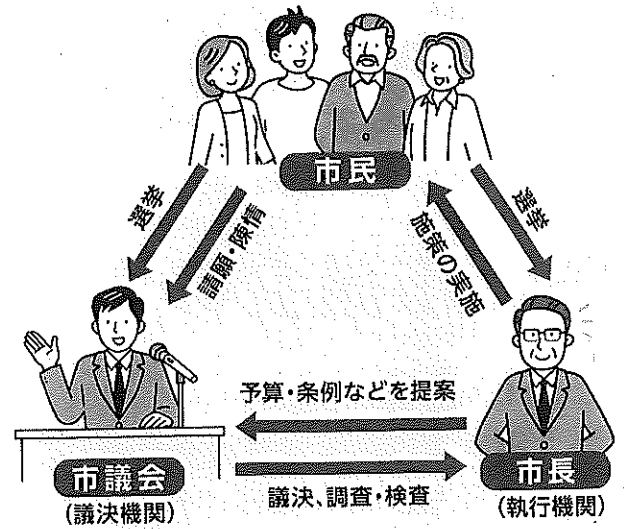 市民
選挙
請願・陳情
施策の実施
選挙
予算・条例などを提案
市議会
(議決機関)
議決、調査・検査
市長
(執行機関)